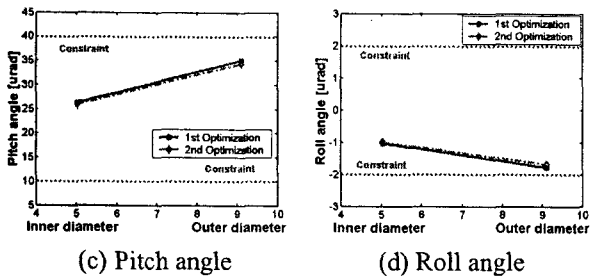 45
40
35
30
25
20
15
10
5
Pitch angle [urad]
Constraint
1st Optimization
2nd Optimization
Constraint
4 5 6 7 8 9 10
Inner diameter Outer diameter
(c) Pitch angle
3
2
1
0
-1
-2
-3
Roll angle [urad]
1st Optimization
2nd Optimization
Constraint
Constraint
4 5 6 7 8 9 10
Inner diameter Outer diameter
(d) Roll angle